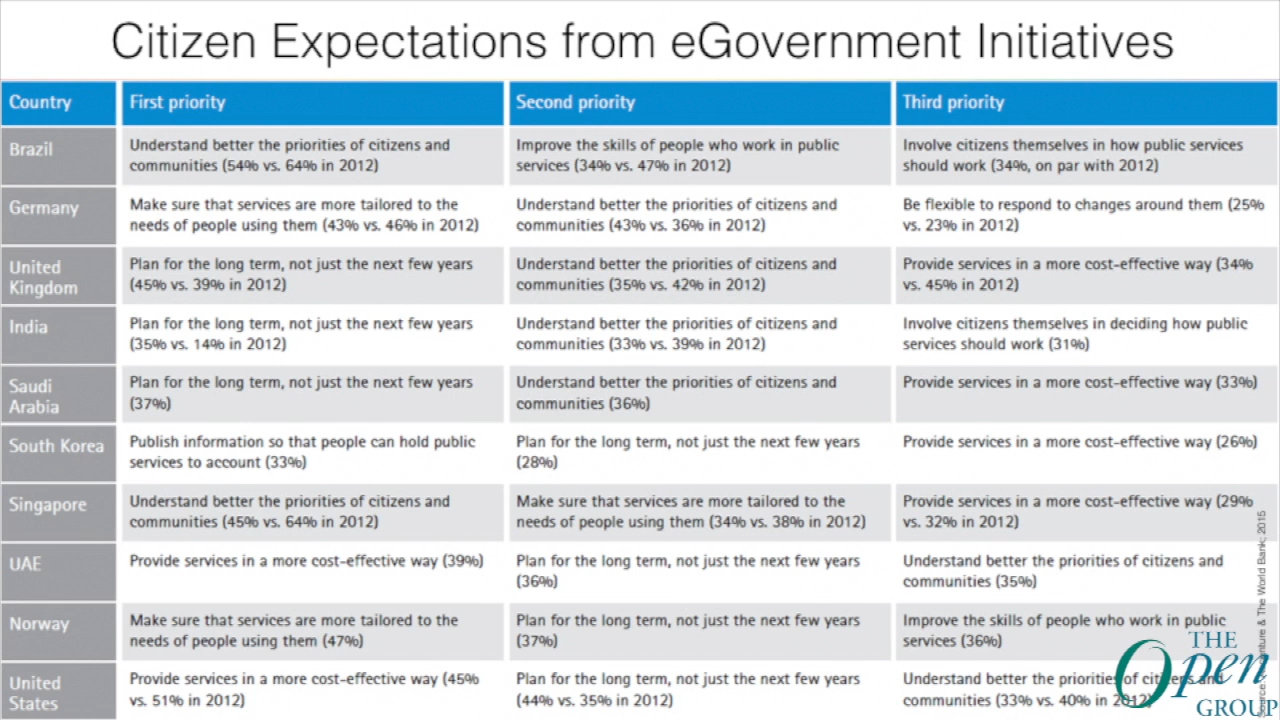 Citizen Expectations from eGovernment Initiatives
Country First priority Second priority Third priority
Brazil
Understand better the priorities of citizens and
communities (54% vs. 64% in 2012)
Improve the skills of people who work in public
services (34% vs. 47% in 2012)
Involve citizens themselves in how public services
should work (34%, on par with 2012)
Germany
Make sure that services are more tailored to the
needs of people using them (43% vs. 46% in 2012)
Understand better the priorities of citizens and
communities (43% vs. 36% in 2012)
Be flexible to respond to changes around them (25%
vs. 23% in 2012)
United
Kingdom
Plan for the long term, not just the next few years
(45% vs. 39% in 2012)
Understand better the priorities of citizens and
communities (35% vs. 42% in 2012)
Provide services in a more cost-effective way (34%
vs. 45% in 2012)
India
Plan for the long term, not just the next few years
(35% vs. 14% in 2012)
Understand better the priorities of citizens and
communities (33% vs. 39% in 2012)
Involve citizens themselves in deciding how public
services should work (31%)
Saudi
Arabia
Plan for the long term, not just the next few years
(37%)
Understand better the priorities of citizens and
communities (36%)
Provide services in a more cost-effective way (33%)
South Korea
Publish information so that people can hold public
services to account (33%)
Plan for the long term, not just the next few years
(28%)
Provide services in a more cost-effective way (26%)
Singapore
Understand better the priorities of citizens and
communities (45% vs. 64% in 2012)
Make sure that services are more tailored to the
needs of people using them (34% vs. 38% in 2012)
Provide services in a more cost-effective way (29%
vs. 32% in 2012)
UAE
Provide services in a more cost-effective way (39%)
Plan for the long term, not just the next few years
(36%)
Understand better the priorities of citizens and
communities (35%)
Norway
Make sure that services are more tailored to the
needs of people using them (47%)
Plan for the long term, not just the next few years
(37%)
Improve the skills of people who work in public
services (36%)
United
States
Provide services in a more cost-effective way (45%
vs. 51% in 2012)
Plan for the long term, not just the next few years
(44% vs. 35% in 2012)
Understand better the priorities of citizens and
communities (33% vs. 40% in 2012)
& The World Bank; 2015
THE
Open
GROUP